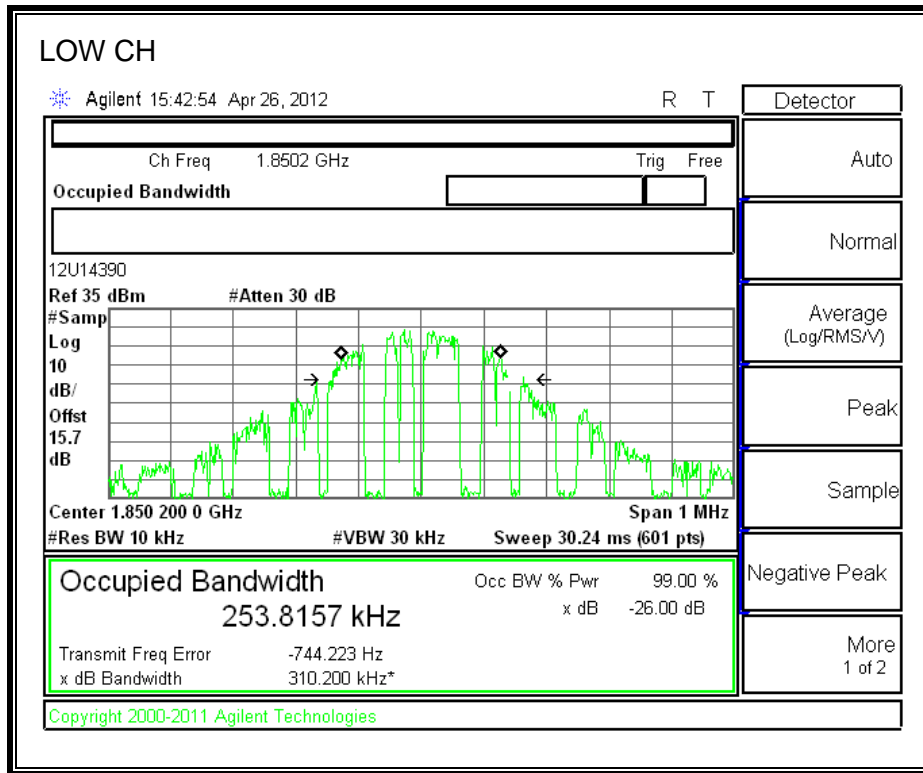 LOW CH
Agilent 15:42:54 Apr 26, 2012 R T
Detector
Ch Freq 1.8502 GHz Trig Free
Occupied Bandwidth
12U14390
Ref 35 dBm #Atten 30 dB
#Samp
Log
10
dB/
Offst
15.7
dB
Center 1.850 200 0 GHz Span 1 MHz
#Res BW 10 kHz #VBW 30 kHz Sweep 30.24 ms (601 pts)
Occupied Bandwidth Occ BW % Pwr 99.00 %
253.8157 kHz x dB -26.00 dB
Transmit Freq Error -744.223 Hz
x dB Bandwidth 310.200 kHz*
Auto
Normal
Average
(Log/RMS/V)
Peak
Sample
Negative Peak
More
1 of 2
Copyright 2000-2011 Agilent Technologies